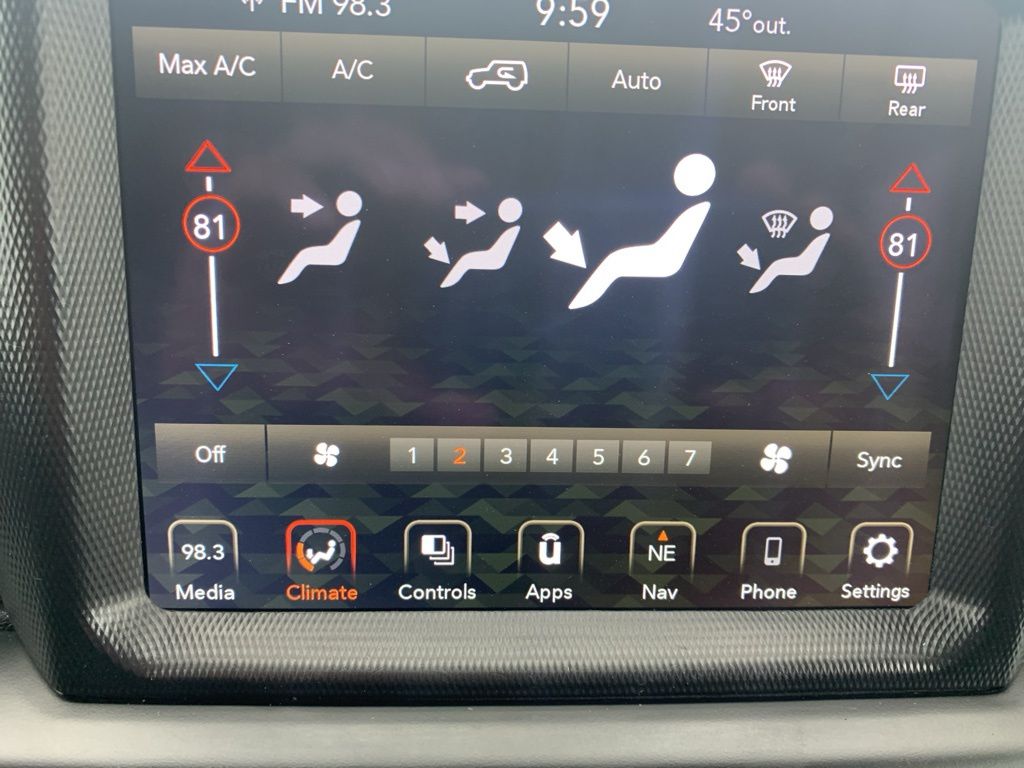 FM 98.3 9:59 45°out.
Max A/C A/C Auto Front Rear
81 81
Off 1 2 3 4 5 6 7 Sync
98.3 u NE
Media Climate Controls Apps Nav Phone Settings